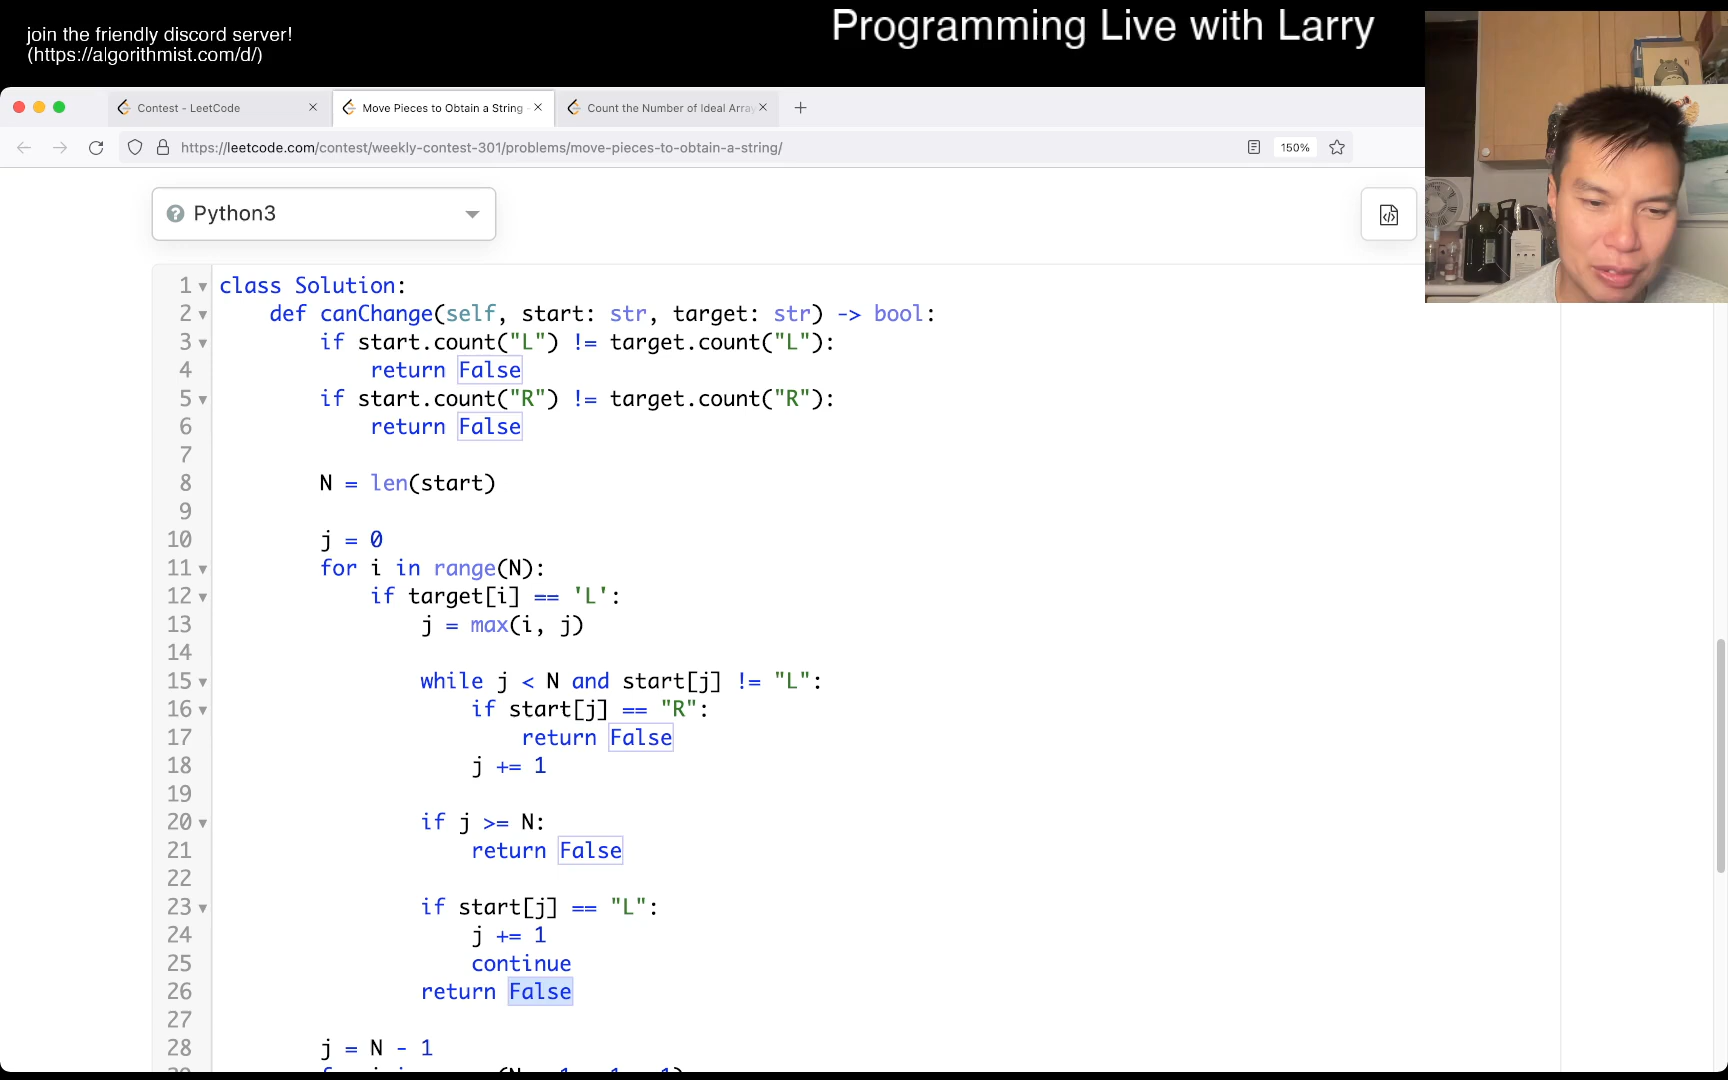 join the friendly discord server!
(https://algorithmist.com/d/)
Programming Live with Larry
Contest - LeetCode
Move Pieces to Obtain a String -
Count the Number of Ideal Array
https://leetcode.com/contest/weekly-contest-301/problems/move-pieces-to-obtain-a-string/
150%
Python3
1 class Solution:
2 def canChange(self, start: str, target: str) -> bool:
3 if start.count("L") != target.count("L"):
4 return False
5 if start.count("R") != target.count("R"):
6 return False
7
8 N = len(start)
9
10 j = 0
11 for i in range(N):
12 if target[i] == 'L':
13 j = max(i, j)
14
15 while j < N and start[j] != "L":
16 if start[j] == "R":
17 return False
18 j += 1
19
20 if j >= N:
21 return False
22
23 if start[j] == "L":
24 j += 1
25 continue
26 return False
27
28 j = N - 1